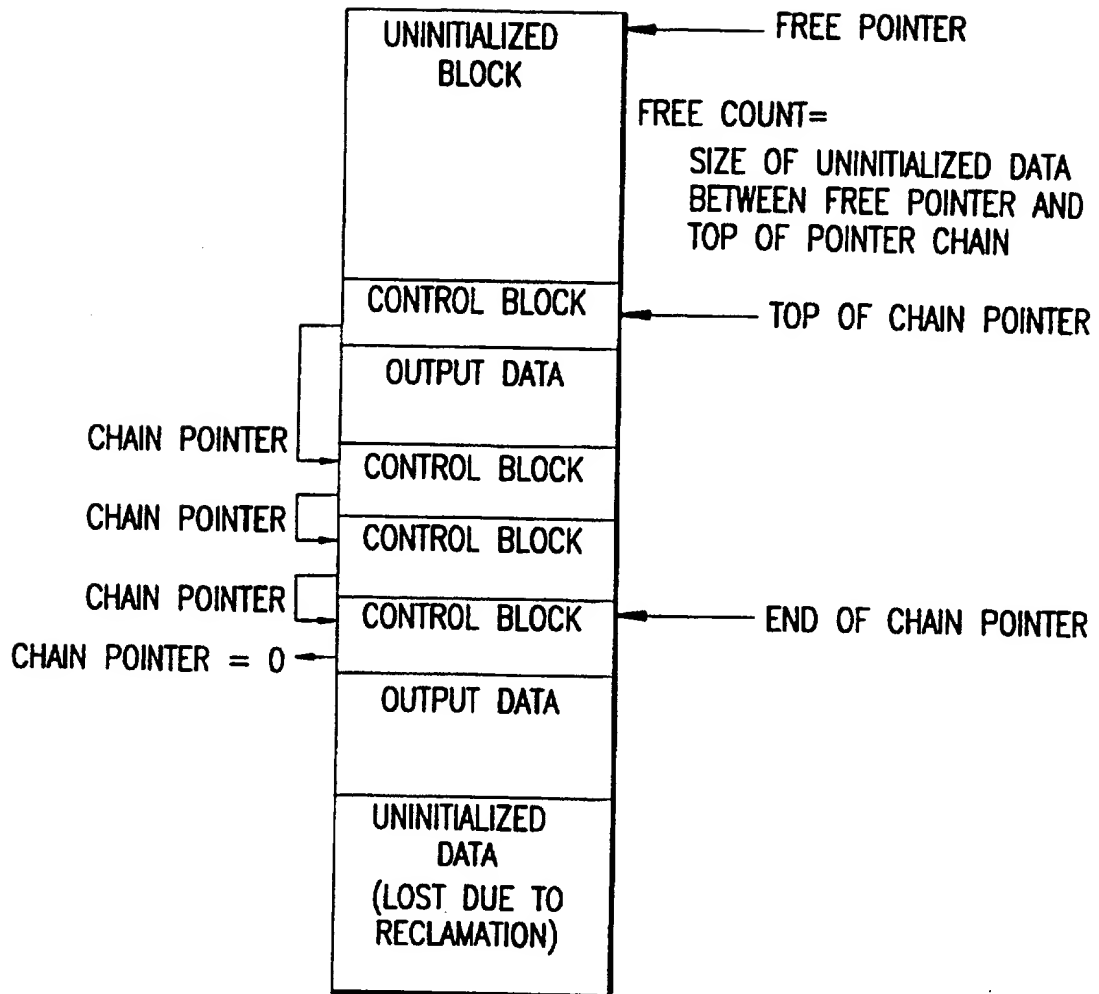 UNINITIALIZED
BLOCK
FREE POINTER
FREE COUNT=
SIZE OF UNINITIALIZED DATA
BETWEEN FREE POINTER AND
TOP OF POINTER CHAIN
CONTROL BLOCK
TOP OF CHAIN POINTER
OUTPUT DATA
CHAIN POINTER
CONTROL BLOCK
CHAIN POINTER
CONTROL BLOCK
CHAIN POINTER
CONTROL BLOCK
END OF CHAIN POINTER
CHAIN POINTER = 0
OUTPUT DATA
UNINITIALIZED
DATA
(LOST DUE TO
RECLAMATION)